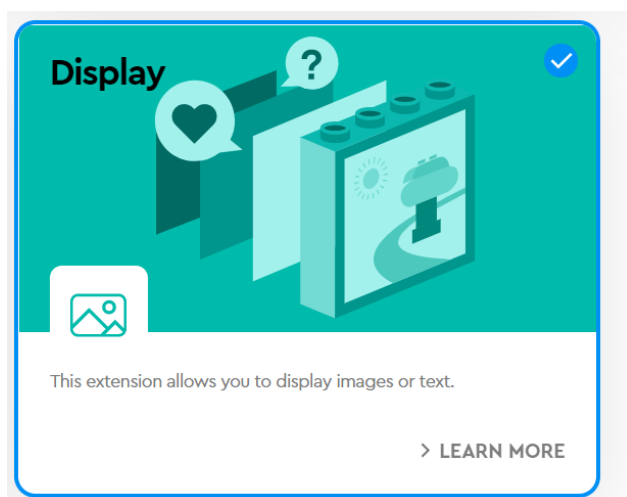 Display
?
This extension allows you to display images or text.
> LEARN MORE